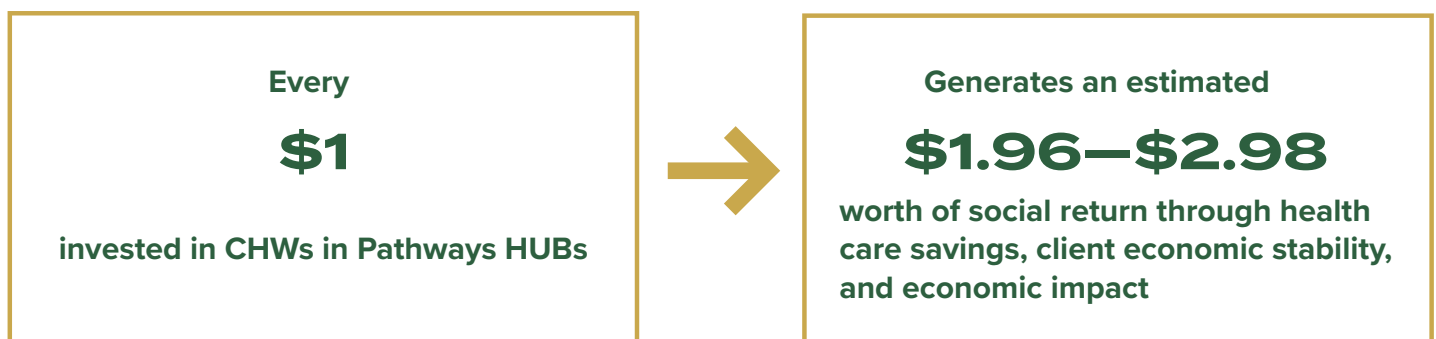 Every
$1
invested in CHWs in Pathways HUBs
Generates an estimated
$1.96—$2.98
worth of social return through health
care savings, client economic stability,
and economic impact